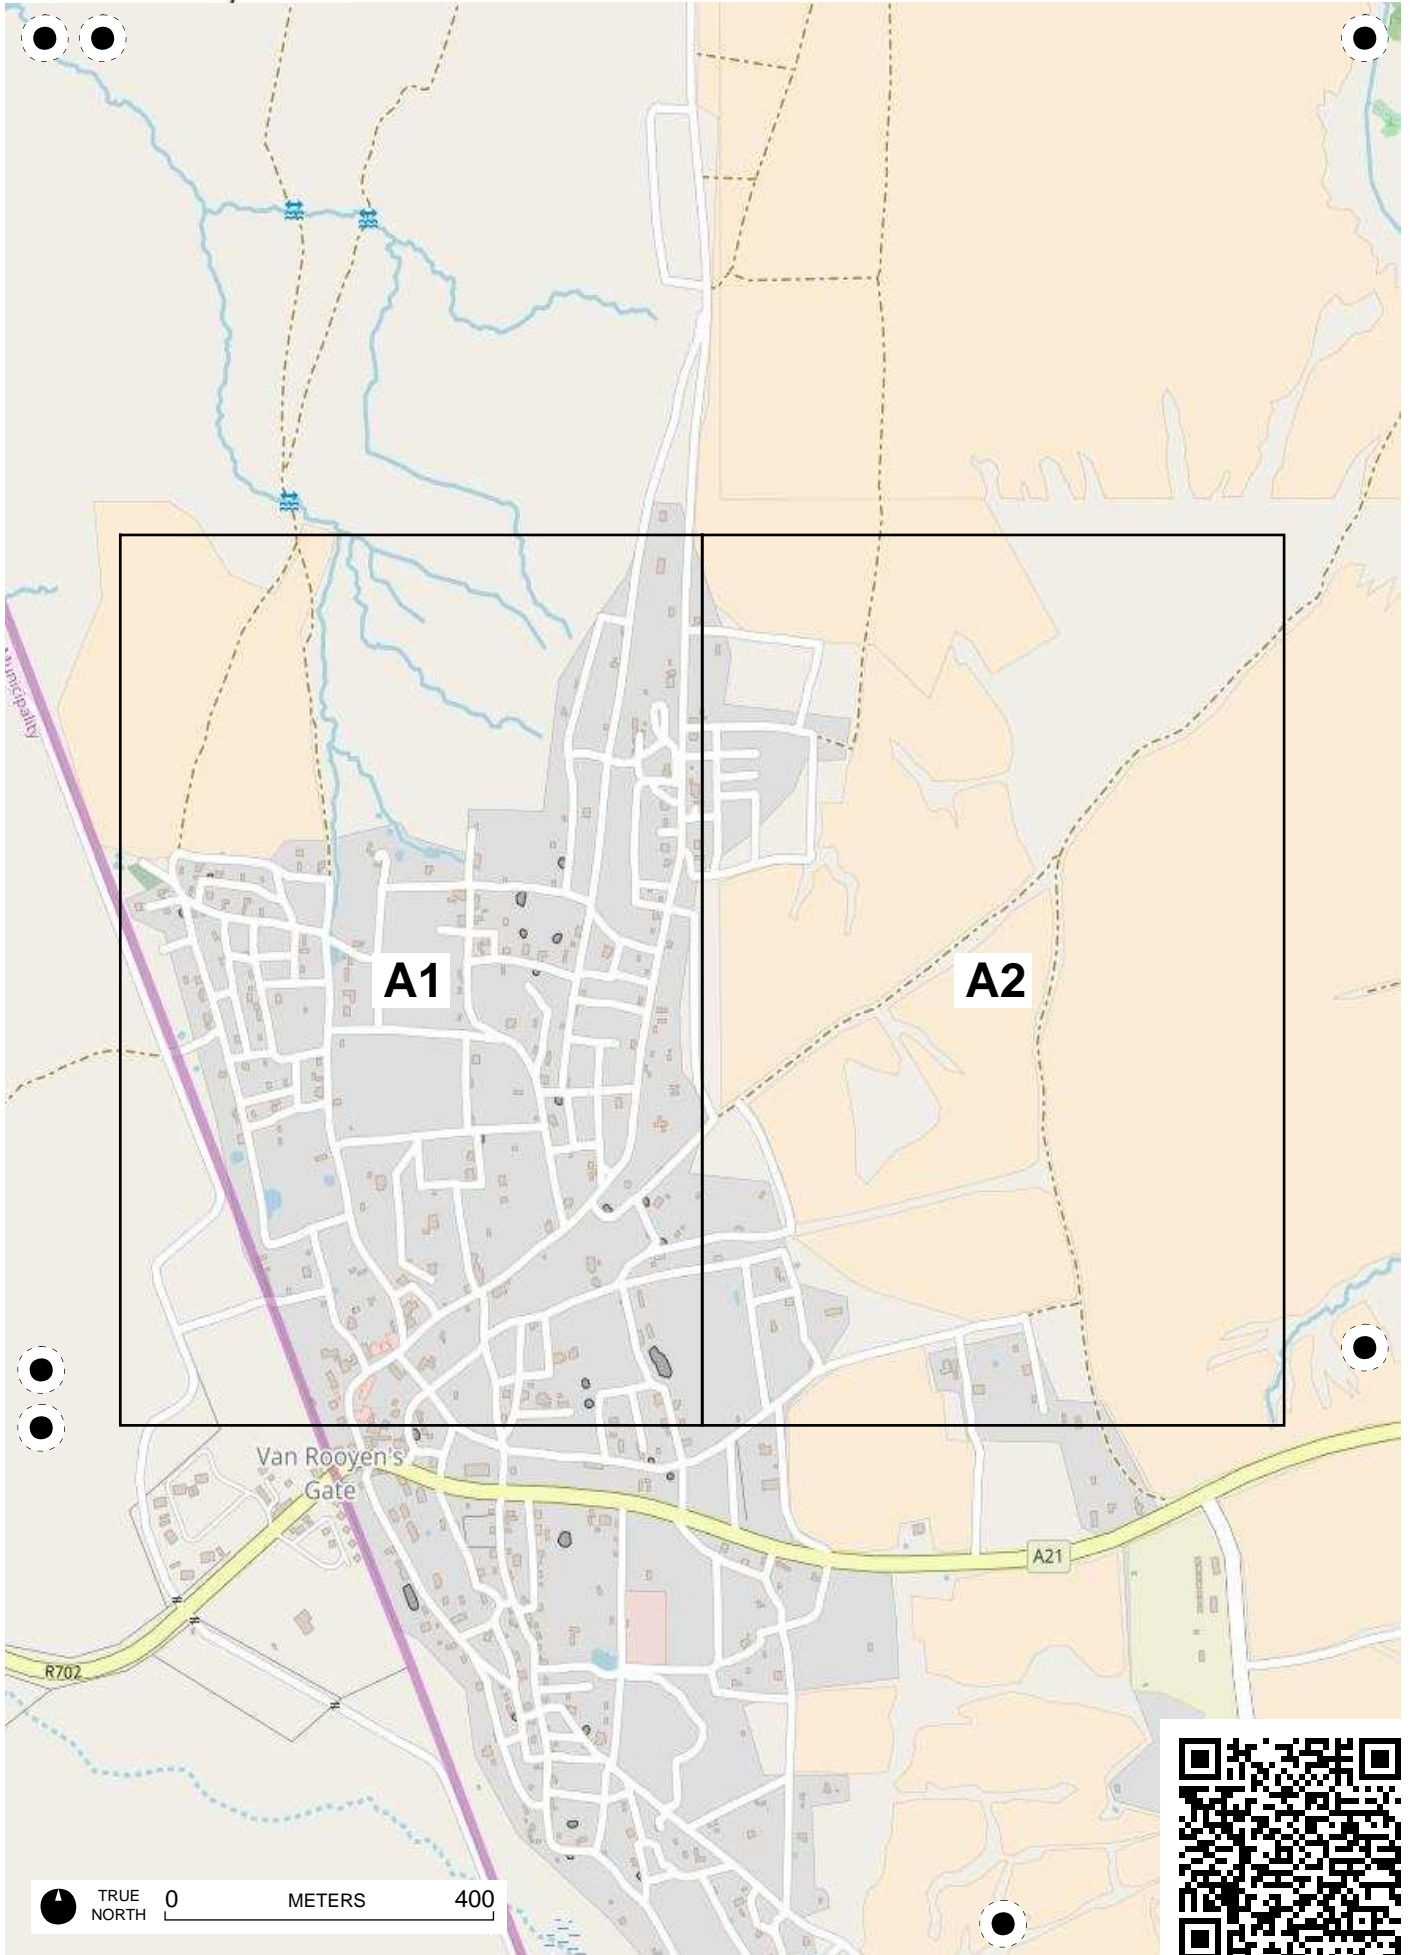 Municipality
A1
A2
Van Rooyen's
Gate
A21
R702
TRUE
NORTH
0
METERS
400